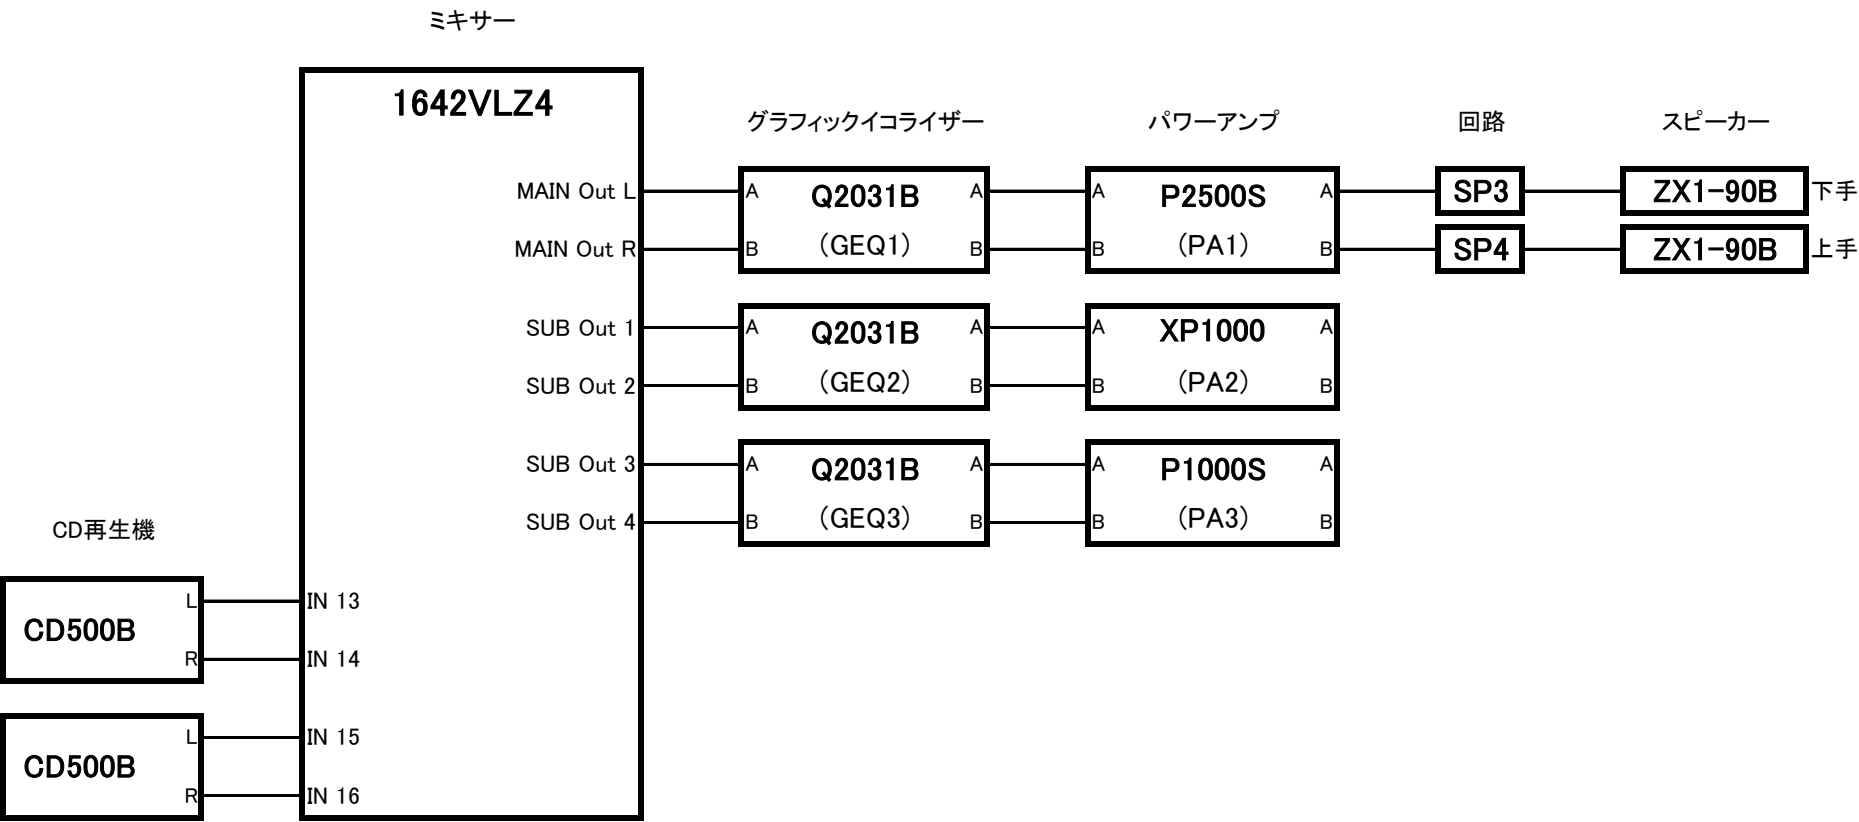 ミキサー
1642VLZ4
グラフィックイコライザー
パワーアンプ
回路
スピーカー
MAIN Out L
A
Q2031B
A
A
P2500S
A
SP3
ZX1-90B
下手
MAIN Out R
B
(GEQ1)
B
B
(PA1)
B
SP4
ZX1-90B
上手
SUB Out 1
A
Q2031B
A
A
XP1000
A
SUB Out 2
B
(GEQ2)
B
B
(PA2)
B
SUB Out 3
A
Q2031B
A
A
P1000S
A
SUB Out 4
B
(GEQ3)
B
B
(PA3)
B
CD再生機
L
IN 13
CD500B
R
IN 14
L
IN 15
CD500B
R
IN 16